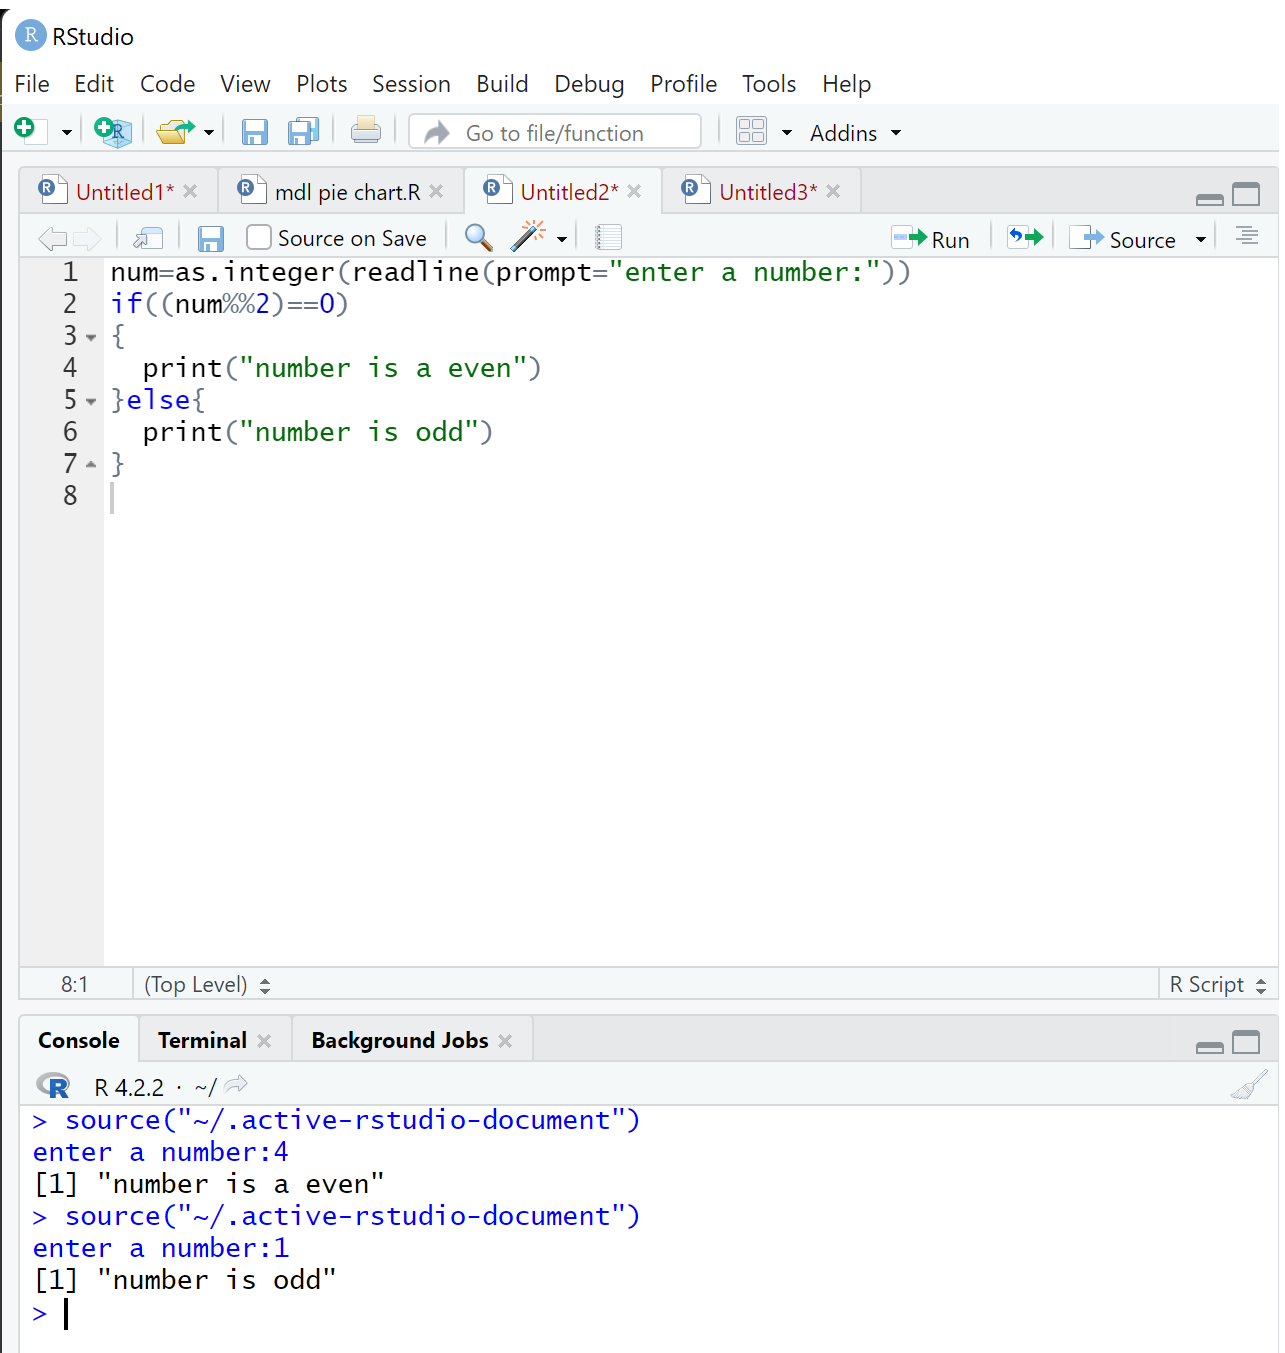 RStudio
File Edit Code View Plots Session Build Debug Profile Tools Help
Go to file/function Addins
Untitled1* mdl pie chart.R Untitled2* Untitled3*
Source on Save Run Source
1 num=as.integer(readline(prompt="enter a number:"))
2 if((num%%2)==0)
3 {
4   print("number is a even")
5 }else{
6   print("number is odd")
7 }
8
8:1 (Top Level) R Script
Console Terminal Background Jobs
R 4.2.2 · ~/
> source("~/.active-rstudio-document")
enter a number:4
[1] "number is a even"
> source("~/.active-rstudio-document")
enter a number:1
[1] "number is odd"
>